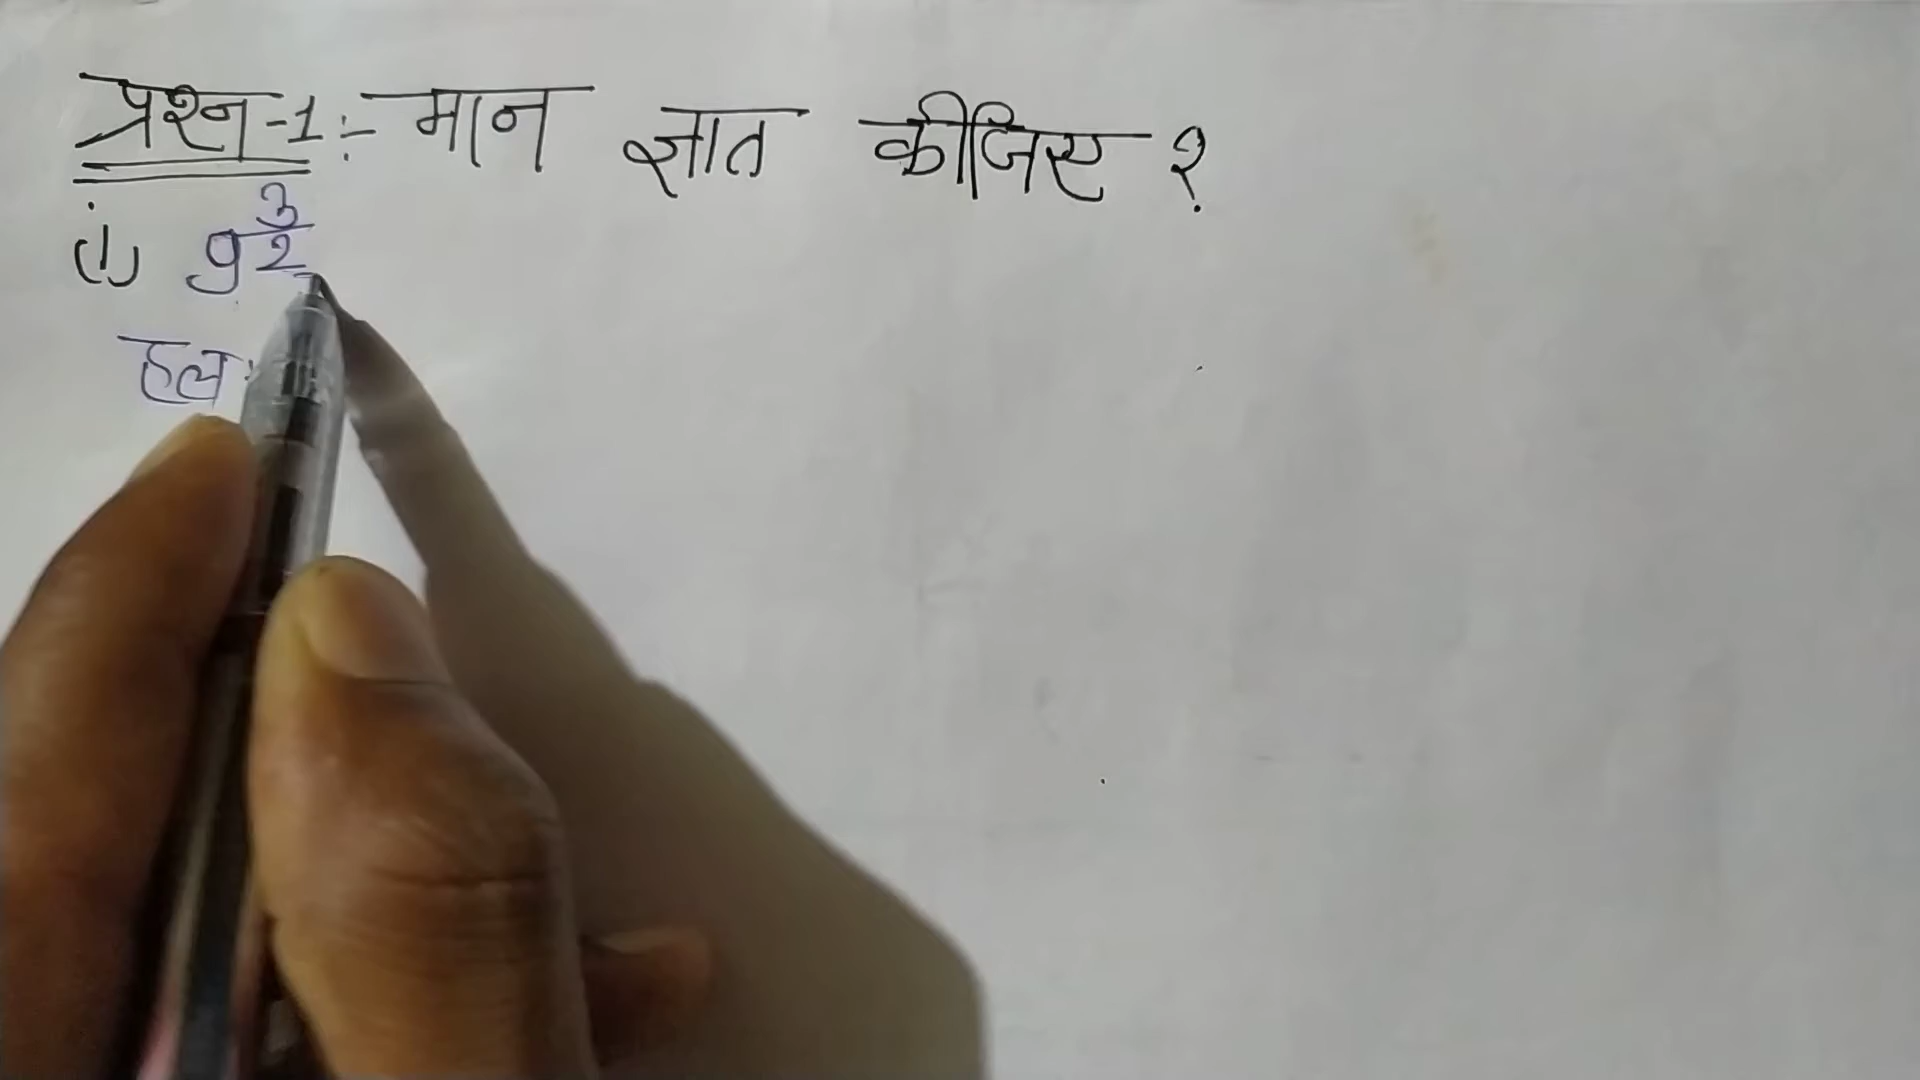 प्रश्न-1:- मान ज्ञात कीजिए ?
(i) 9^(3/2)
हल: